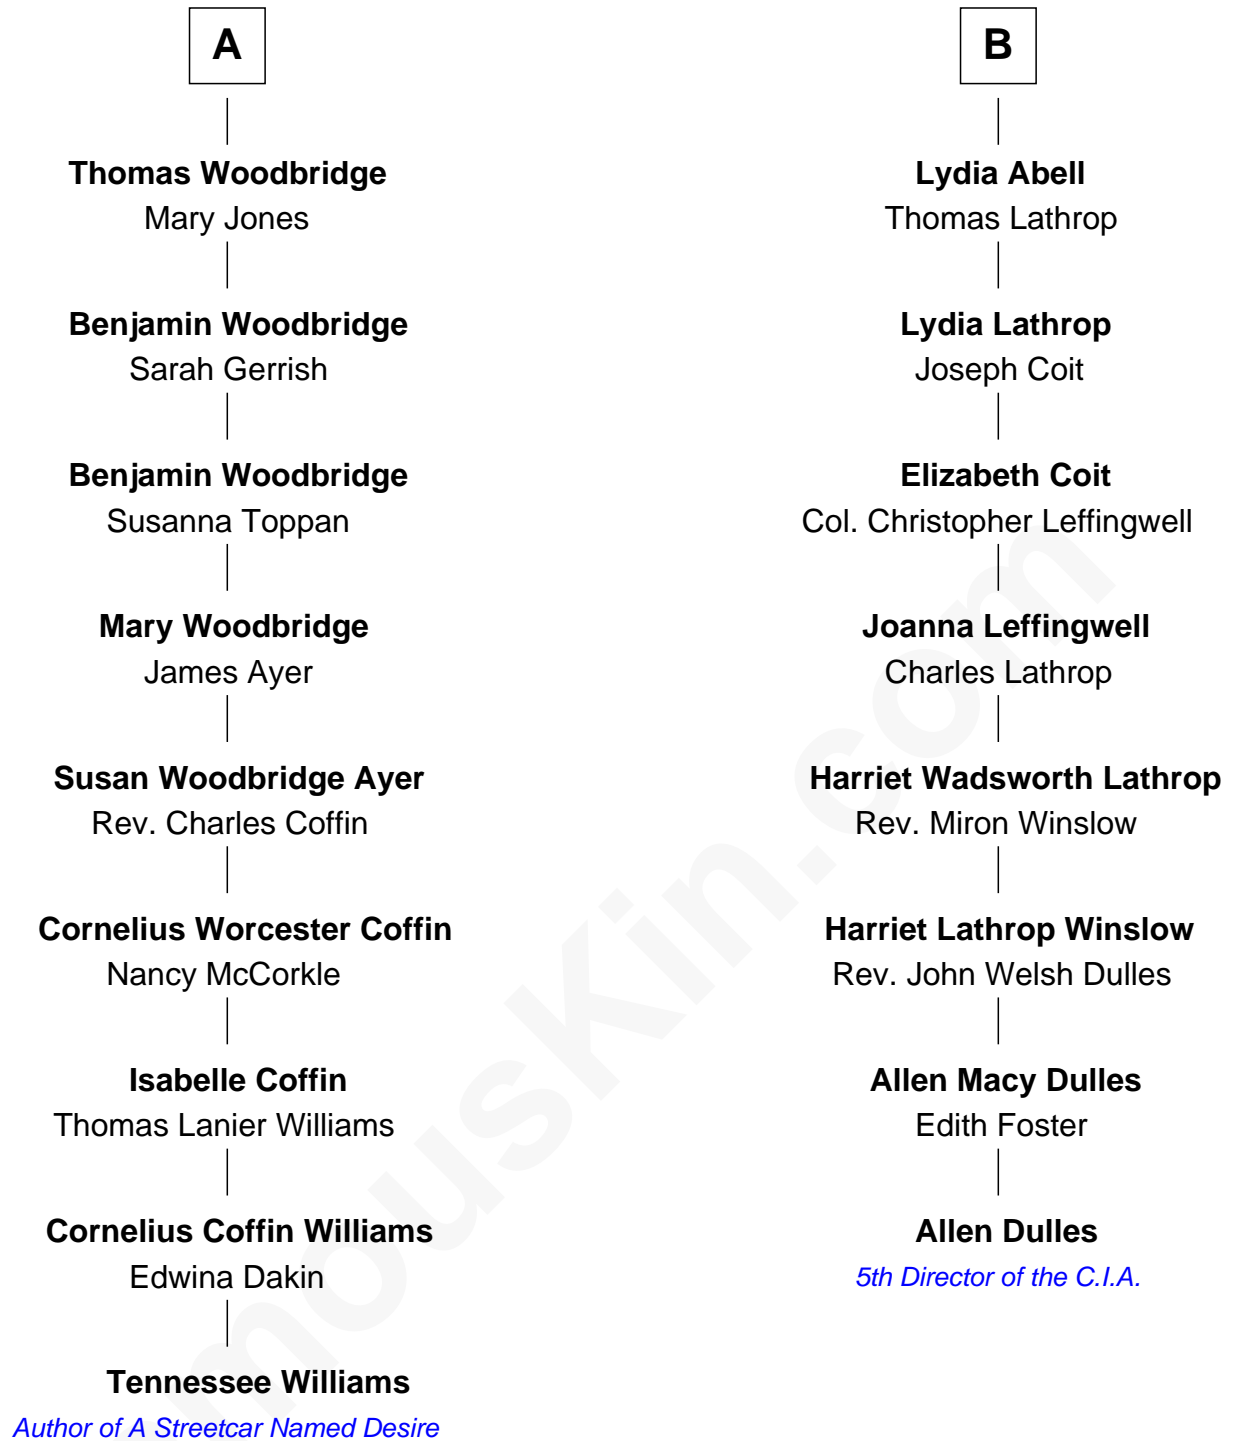 A
Thomas Woodbridge
Mary Jones
Benjamin Woodbridge
Sarah Gerrish
Benjamin Woodbridge
Susanna Toppan
Mary Woodbridge
James Ayer
Susan Woodbridge Ayer
Rev. Charles Coffin
Cornelius Worcester Coffin
Nancy McCorkle
Isabelle Coffin
Thomas Lanier Williams
Cornelius Coffin Williams
Edwina Dakin
Tennessee Williams
Author of A Streetcar Named Desire
B
Lydia Abell
Thomas Lathrop
Lydia Lathrop
Joseph Coit
Elizabeth Coit
Col. Christopher Leffingwell
Joanna Leffingwell
Charles Lathrop
Harriet Wadsworth Lathrop
Rev. Miron Winslow
Harriet Lathrop Winslow
Rev. John Welsh Dulles
Allen Macy Dulles
Edith Foster
Allen Dulles
5th Director of the C.I.A.
mousKin.com